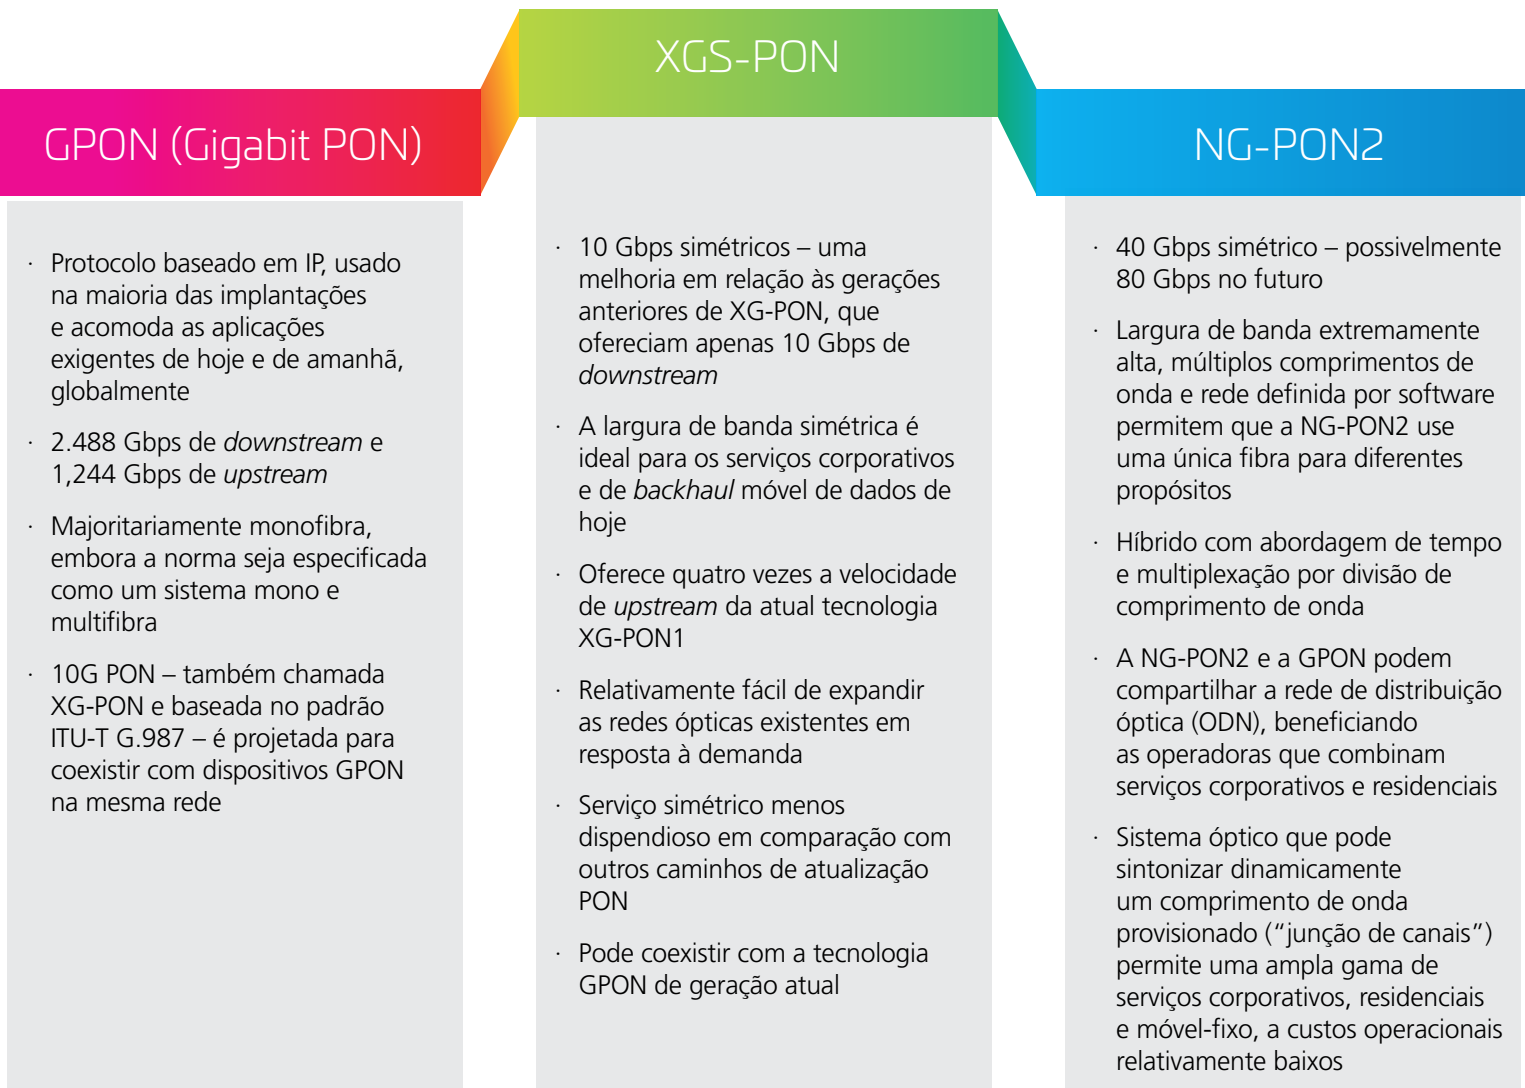 GPON (Gigabit PON)
· Protocolo baseado em IP, usado
na maioria das implantações
e acomoda as aplicações
exigentes de hoje e de amanhã,
globalmente
· 2.488 Gbps de downstream e
1,244 Gbps de upstream
· Majoritariamente monofibra,
embora a norma seja especificada
como um sistema mono e
multifibra
· 10G PON – também chamada
XG-PON e baseada no padrão
ITU-T G.987 – é projetada para
coexistir com dispositivos GPON
na mesma rede
XGS-PON
· 10 Gbps simétricos – uma
melhoria em relação às gerações
anteriores de XG-PON, que
ofereciam apenas 10 Gbps de
downstream
· A largura de banda simétrica é
ideal para os serviços corporativos
e de backhaul móvel de dados de
hoje
· Oferece quatro vezes a velocidade
de upstream da atual tecnologia
XG-PON1
· Relativamente fácil de expandir
as redes ópticas existentes em
resposta à demanda
· Serviço simétrico menos
dispendioso em comparação com
outros caminhos de atualização
PON
· Pode coexistir com a tecnologia
GPON de geração atual
NG-PON2
· 40 Gbps simétrico – possivelmente
80 Gbps no futuro
· Largura de banda extremamente
alta, múltiplos comprimentos de
onda e rede definida por software
permitem que a NG-PON2 use
uma única fibra para diferentes
propósitos
· Híbrido com abordagem de tempo
e multiplexação por divisão de
comprimento de onda
· A NG-PON2 e a GPON podem
compartilhar a rede de distribuição
óptica (ODN), beneficiando
as operadoras que combinam
serviços corporativos e residenciais
· Sistema óptico que pode
sintonizar dinamicamente
um comprimento de onda
provisionado (“junção de canais”)
permite uma ampla gama de
serviços corporativos, residenciais
e móvel-fixo, a custos operacionais
relativamente baixos